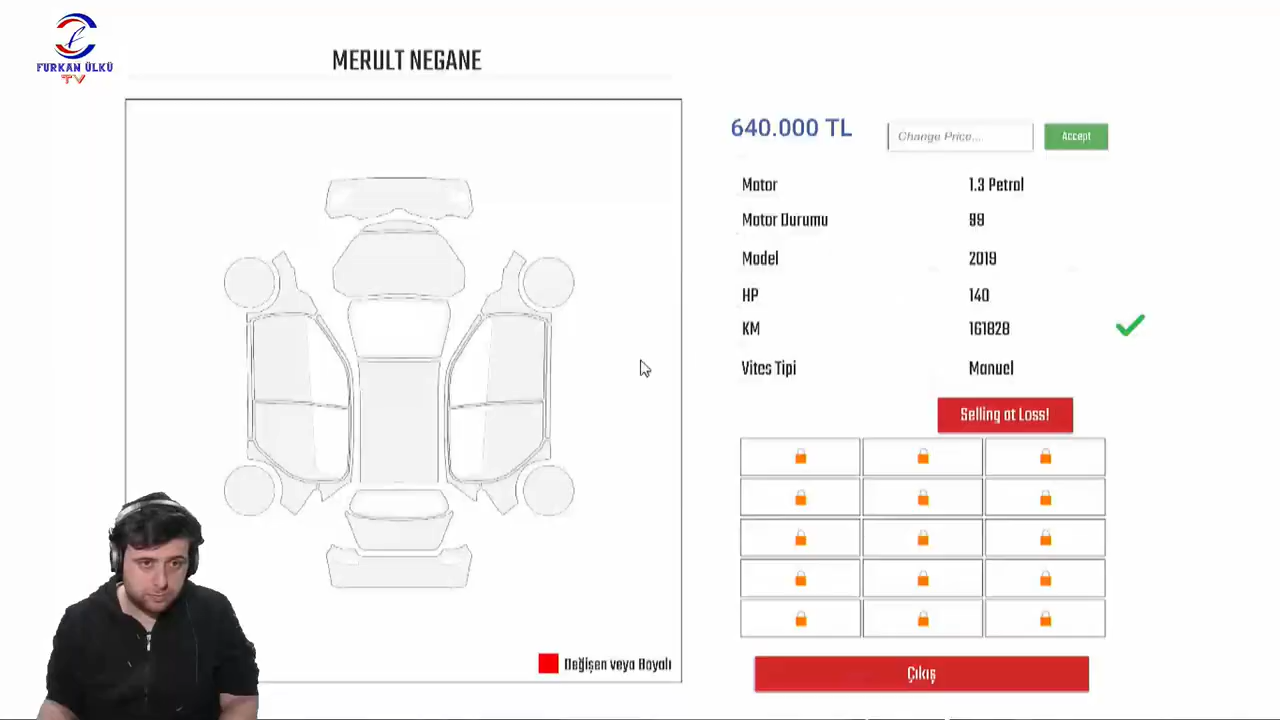 FURKAN ÜLKÜ
TV
MERULT NEGANE
640.000 TL
Change Price...
Accept
Motor 1.3 Petrol
Motor Durumu 99
Model 2019
HP 140
KM 161828
Vites Tipi Manuel
Selling at Loss!
Değişen veya Boyalı
Çıkış